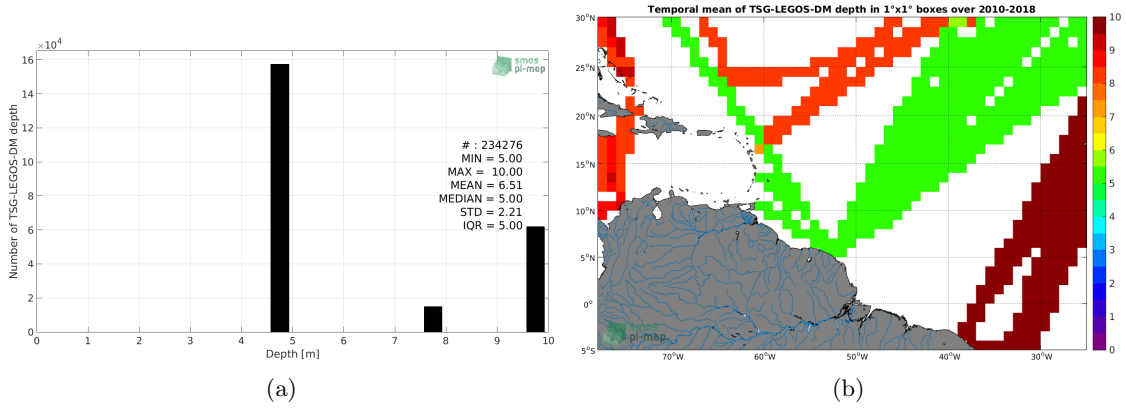 ×10⁴
16
14
12
10
8
6
4
2
0
Number of TSG-LEGOS-DM depth
smos
pi-mep
# : 234276
MIN = 5.00
MAX = 10.00
MEAN = 6.51
MEDIAN = 5.00
STD = 2.21
IQR = 5.00
0 1 2 3 4 5 6 7 8 9 10
Depth [m]
(a)
Temporal mean of TSG-LEGOS-DM depth in 1°x1° boxes over 2010-2018
30°N
25°N
20°N
15°N
10°N
5°N
0°
5°S
smos
pi-mep
70°W 60°W 50°W 40°W 30°W
10
9
8
7
6
5
4
3
2
1
0
(b)